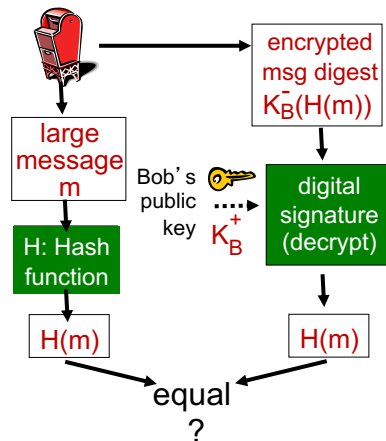 encrypted
msg digest
K_B^-(H(m))
large
message
m
Bob's
public
key
K_B^+
digital
signature
(decrypt)
H: Hash
function
H(m)
H(m)
equal
?